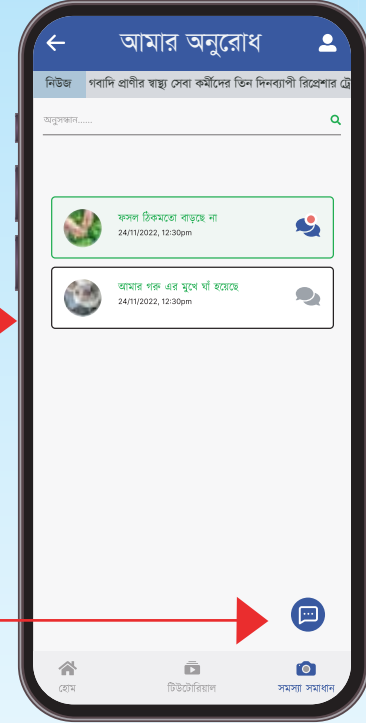 আমার অনুরোধ
নিউজ গবাদি প্রাণীর স্বাস্থ্য সেবা কর্মীদের তিন দিনব্যাপী রিপ্রেশার ট্রে
অনুসন্ধান......
ফসল ঠিকমতো বাড়ছে না
24/11/2022, 12:30pm
আমার গরু এর মুখে ঘাঁ হয়েছে
24/11/2022, 12:30pm
হোম টিউটোরিয়াল সমস্যা সমাধান